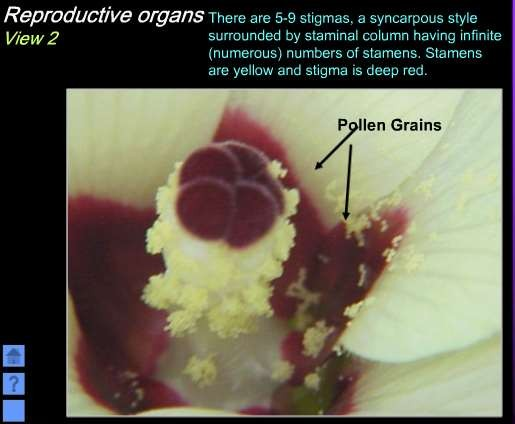 Reproductive organs
View 2
There are 5-9 stigmas, a syncarpous style
surrounded by staminal column having infinite
(numerous) numbers of stamens. Stamens
are yellow and stigma is deep red.
Pollen Grains
?